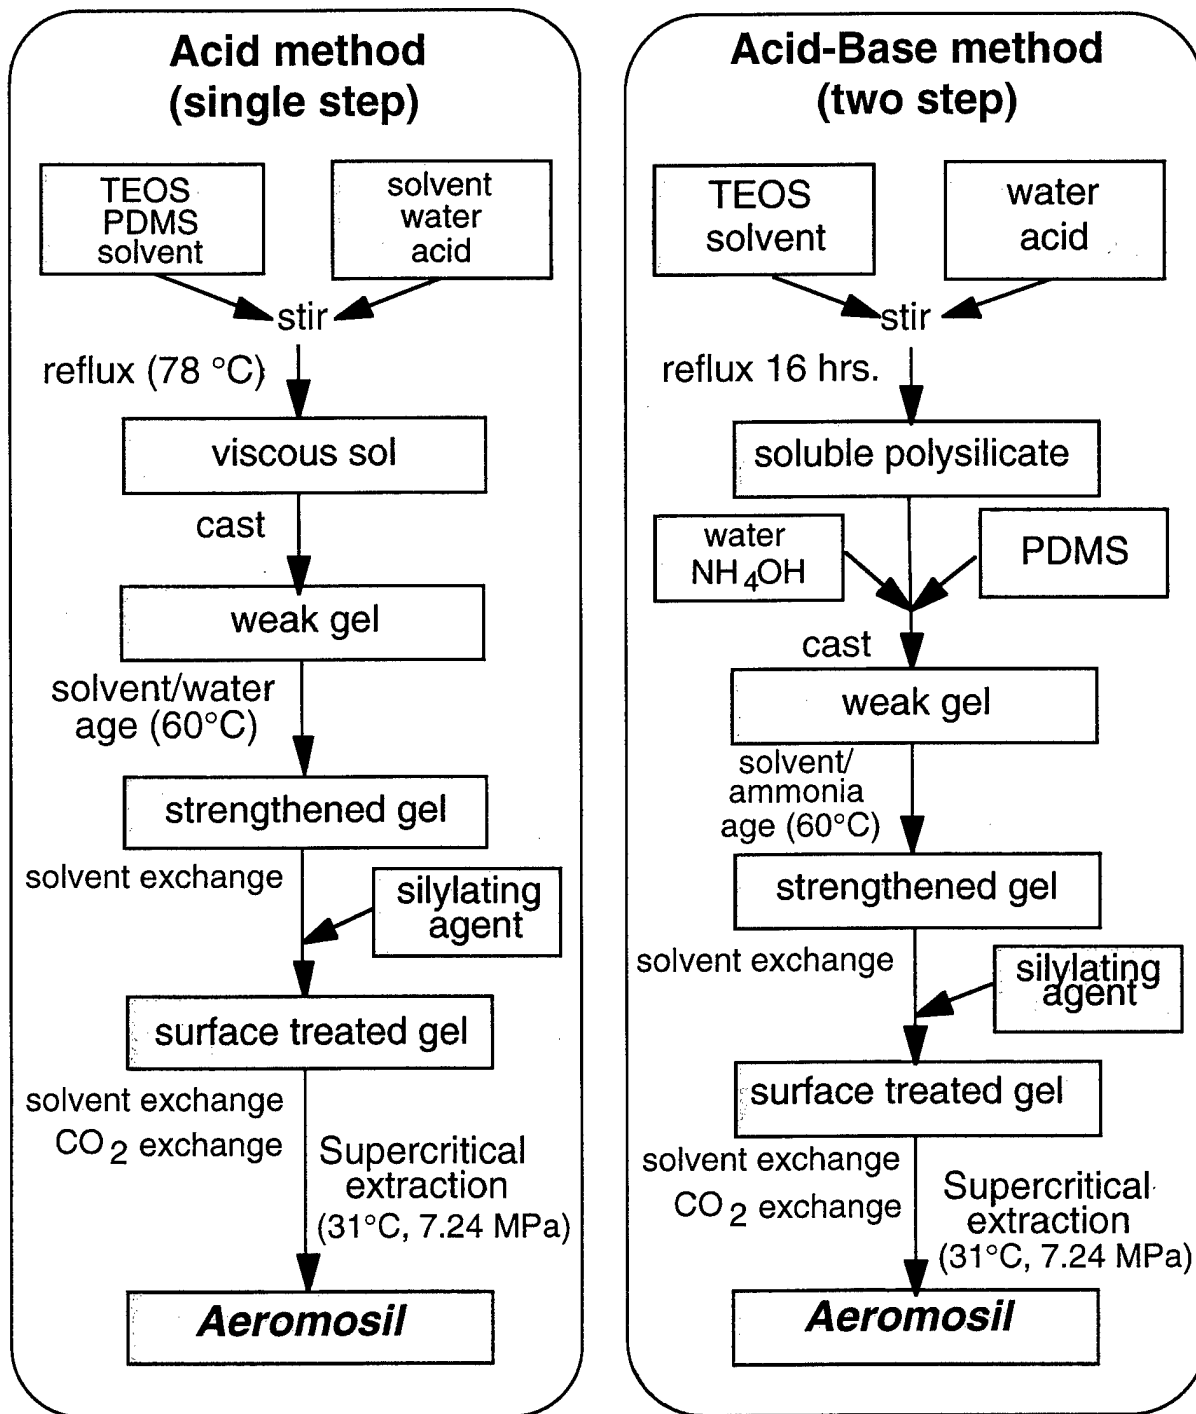 Acid method
(single step)
TEOS
PDMS
solvent
solvent
water
acid
stir
reflux (78 °C)
viscous sol
cast
weak gel
solvent/water
age (60°C)
strengthened gel
solvent exchange
silylating
agent
surface treated gel
solvent exchange
CO2 exchange
Supercritical
extraction
(31°C, 7.24 MPa)
Aeromosil
Acid-Base method
(two step)
TEOS
solvent
water
acid
stir
reflux 16 hrs.
soluble polysilicate
water
NH4OH
PDMS
cast
weak gel
solvent/
ammonia
age (60°C)
strengthened gel
solvent exchange
silylating
agent
surface treated gel
solvent exchange
CO2 exchange
Supercritical
extraction
(31°C, 7.24 MPa)
Aeromosil